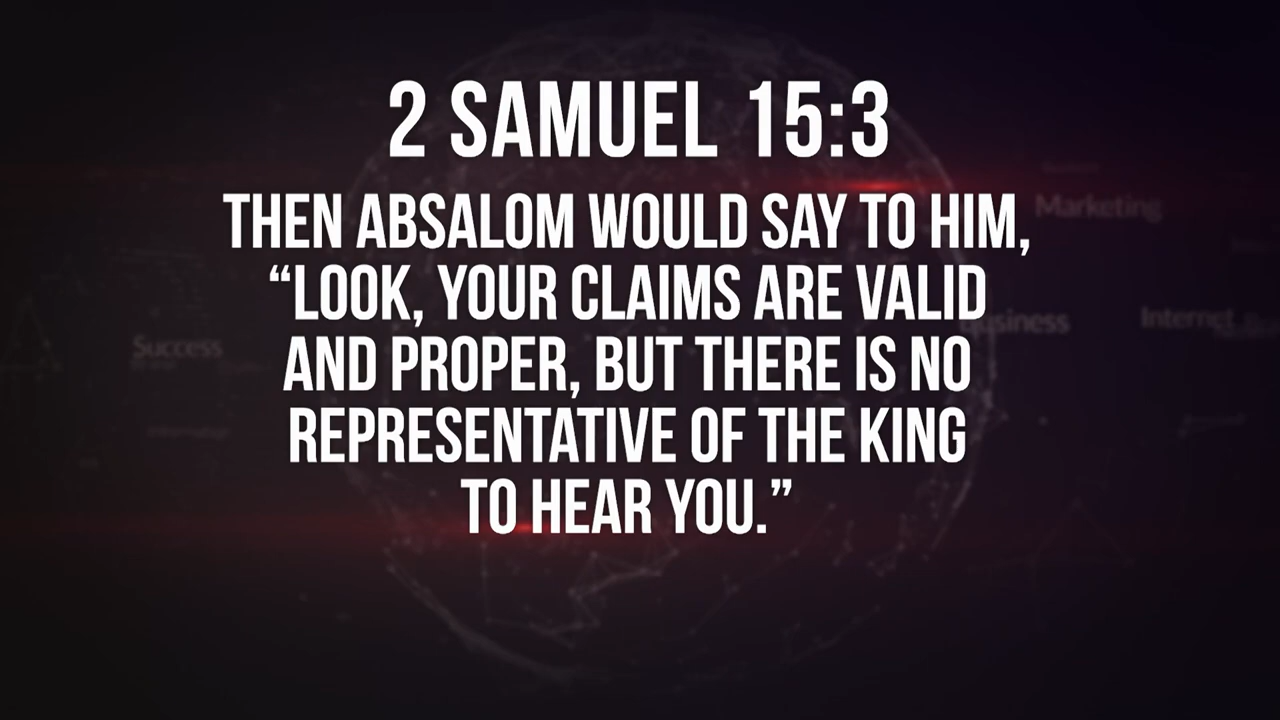 2 SAMUEL 15:3
THEN ABSALOM WOULD SAY TO HIM,
“LOOK, YOUR CLAIMS ARE VALID
AND PROPER, BUT THERE IS NO
REPRESENTATIVE OF THE KING
TO HEAR YOU.”
Marketing
Business
Internet
Success